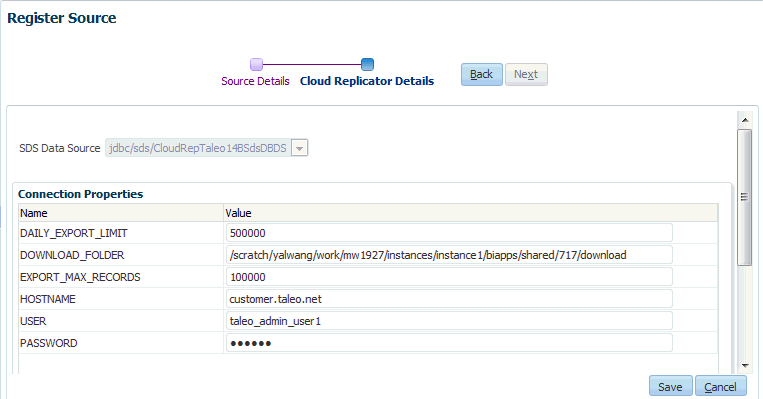 Register Source
Source Details Cloud Replicator Details Back Next
SDS Data Source jdbc/sds/CloudRepTaleo14BSdsDBDS
Connection Properties
Name Value
DAILY_EXPORT_LIMIT 500000
DOWNLOAD_FOLDER /scratch/yalwang/work/mw1927/instances/instance1/biapps/shared/717/download
EXPORT_MAX_RECORDS 100000
HOSTNAME customer.taleo.net
USER taleo_admin_user1
PASSWORD ●●●●●●
Save Cancel